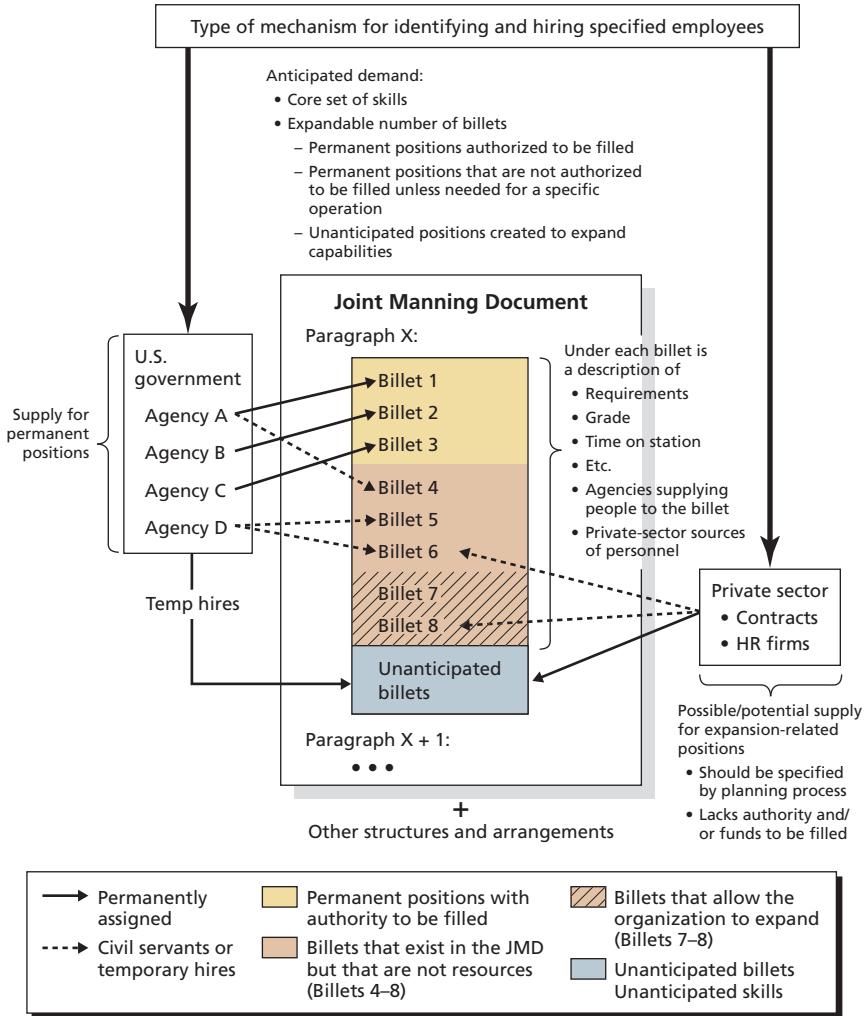 Type of mechanism for identifying and hiring specified employees
Anticipated demand:
• Core set of skills
• Expandable number of billets
– Permanent positions authorized to be filled
– Permanent positions that are not authorized
to be filled unless needed for a specific
operation
– Unanticipated positions created to expand
capabilities
Supply for
permanent
positions
U.S.
government
Agency A
Agency B
Agency C
Agency D
Temp hires
Joint Manning Document
Paragraph X:
Billet 1
Billet 2
Billet 3
Billet 4
Billet 5
Billet 6
Billet 7
Billet 8
Unanticipated
billets
Paragraph X + 1:
• • •
Under each billet is
a description of
• Requirements
• Grade
• Time on station
• Etc.
• Agencies supplying
people to the billet
• Private-sector sources
of personnel
Private sector
• Contracts
• HR firms
Possible/potential supply
for expansion-related
positions
• Should be specified
by planning process
• Lacks authority and/
or funds to be filled
+
Other structures and arrangements
Permanently
assigned
Civil servants or
temporary hires
Permanent positions with
authority to be filled
Billets that exist in the JMD
but that are not resources
(Billets 4–8)
Billets that allow the
organization to expand
(Billets 7–8)
Unanticipated billets
Unanticipated skills